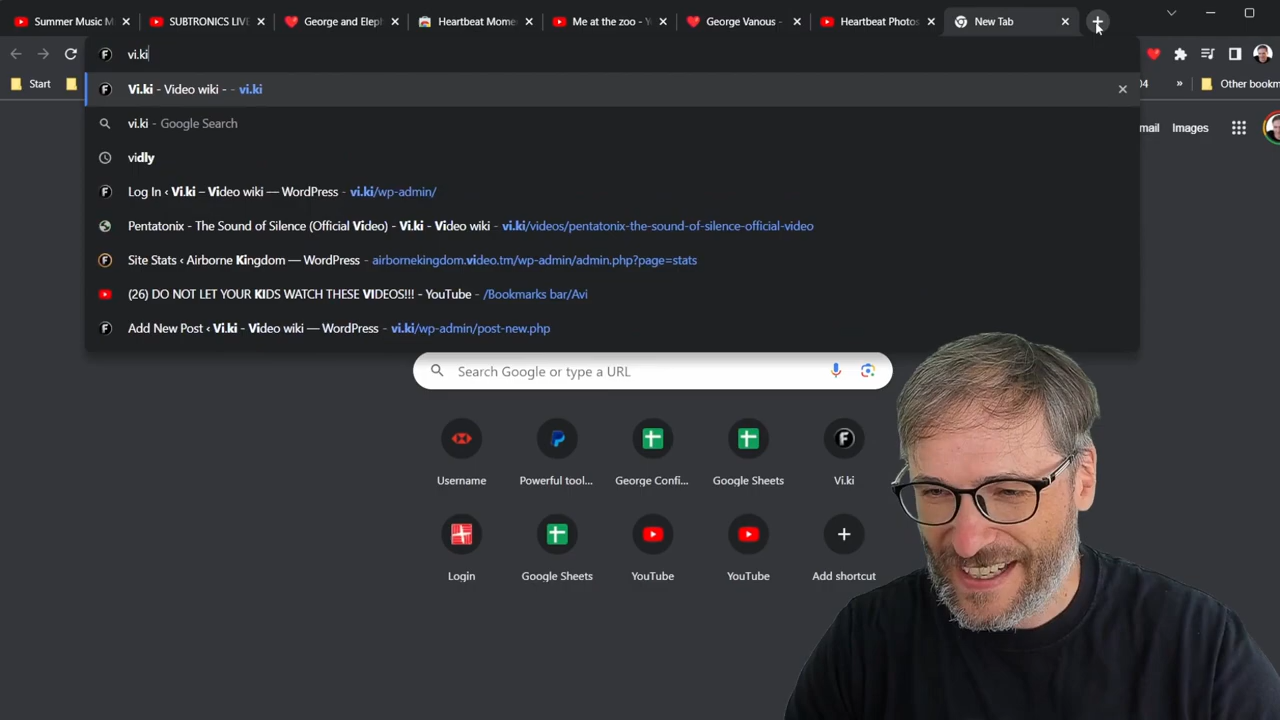 Summer Music M
SUBTRONICS LIVE
George and Eleph
Heartbeat Mome
Me at the zoo - Y
George Vanous -
Heartbeat Photos
New Tab
vi.ki
Start
04
»
Other bookm
Vi.ki - Video wiki - - vi.ki
vi.ki - Google Search
mail
Images
vidly
Log In ‹ Vi.ki – Video wiki — WordPress - vi.ki/wp-admin/
Pentatonix - The Sound of Silence (Official Video) - Vi.ki - Video wiki - vi.ki/videos/pentatonix-the-sound-of-silence-official-video
Site Stats ‹ Airborne Kingdom — WordPress - airbornekingdom.video.tm/wp-admin/admin.php?page=stats
(26) DO NOT LET YOUR KIDS WATCH THESE VIDEOS!!! - YouTube - /Bookmarks bar/Avi
Add New Post ‹ Vi.ki - Video wiki — WordPress - vi.ki/wp-admin/post-new.php
Search Google or type a URL
Username
Powerful tool...
George Confi...
Google Sheets
Vi.ki
Login
Google Sheets
YouTube
YouTube
Add shortcut